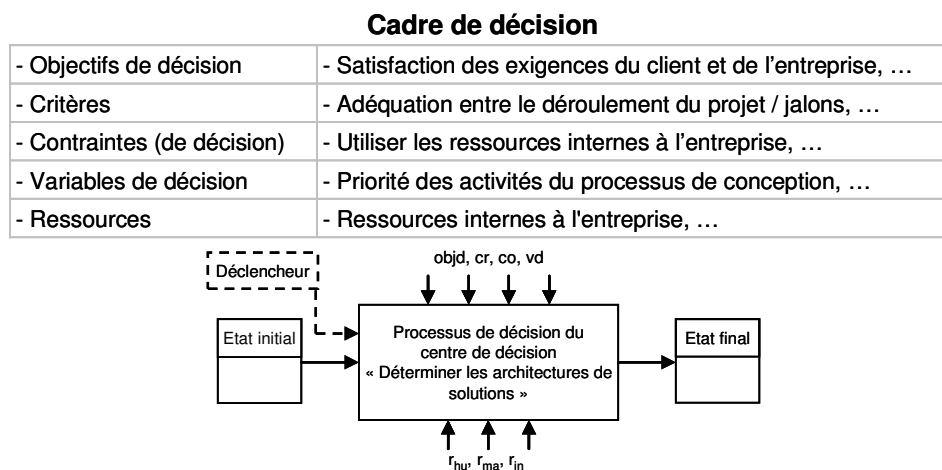 Cadre de décision
- Objectifs de décision - Satisfaction des exigences du client et de l'entreprise, …
- Critères - Adéquation entre le déroulement du projet / jalons, …
- Contraintes (de décision) - Utiliser les ressources internes à l'entreprise, …
- Variables de décision - Priorité des activités du processus de conception, …
- Ressources - Ressources internes à l'entreprise, …
objd, cr, co, vd
Déclencheur
Etat initial
Processus de décision du
centre de décision
« Déterminer les architectures de
solutions »
Etat final
r_hu, r_ma, r_in